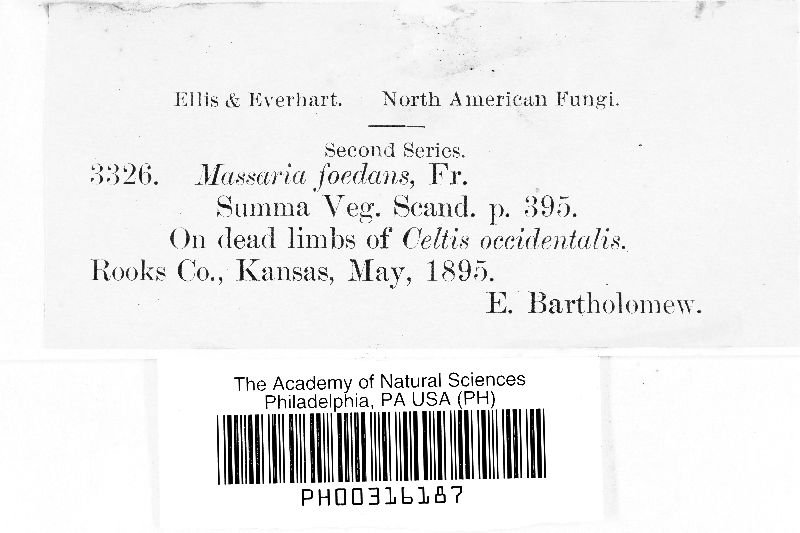 Ellis & Everhart. North American Fungi.
Second Series.
3326. Massaria foedans, Fr.
Summa Veg. Scand. p. 395.
On dead limbs of Celtis occidentalis.
Rooks Co., Kansas, May, 1895.
E. Bartholomew.
The Academy of Natural Sciences
Philadelphia, PA USA (PH)
PH00316187